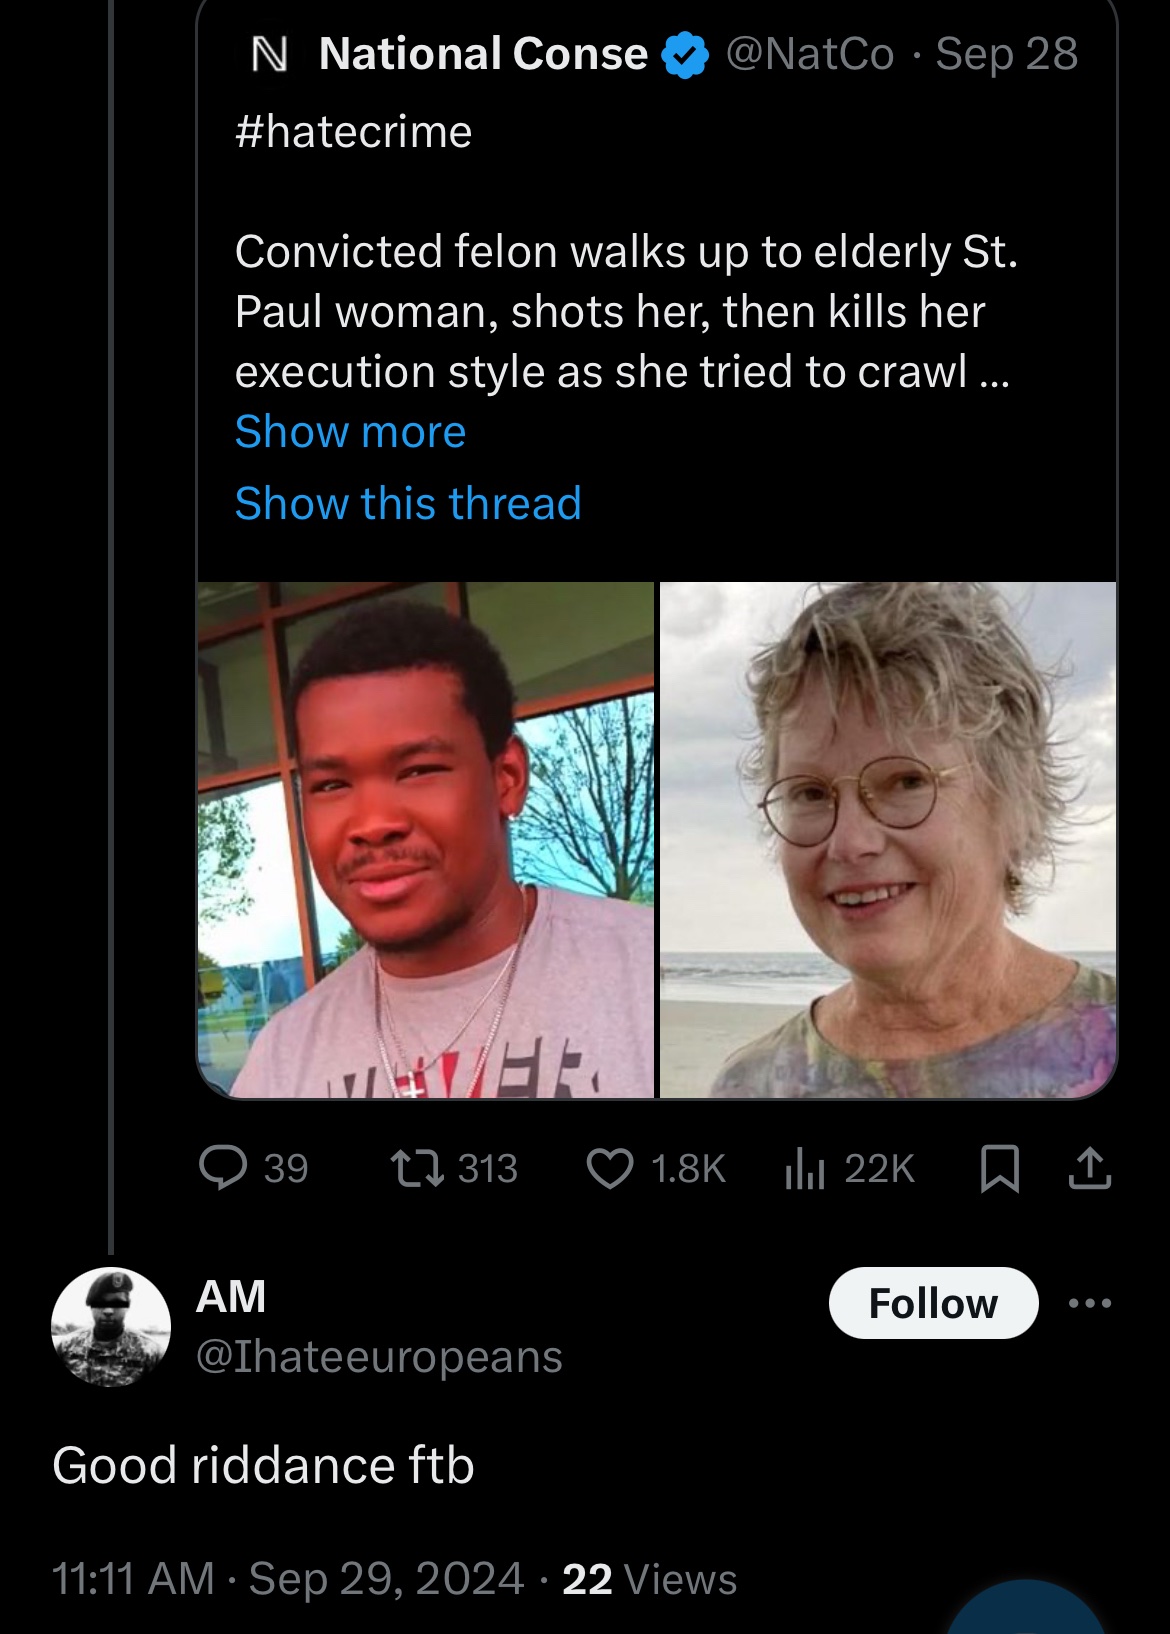 National Conse @NatCo · Sep 28
#hatecrime
Convicted felon walks up to elderly St.
Paul woman, shots her, then kills her
execution style as she tried to crawl ...
Show more
Show this thread
39 313 1.8K 22K
AM
@Ihateeuropeans
Follow
Good riddance ftb
11:11 AM · Sep 29, 2024 · 22 Views